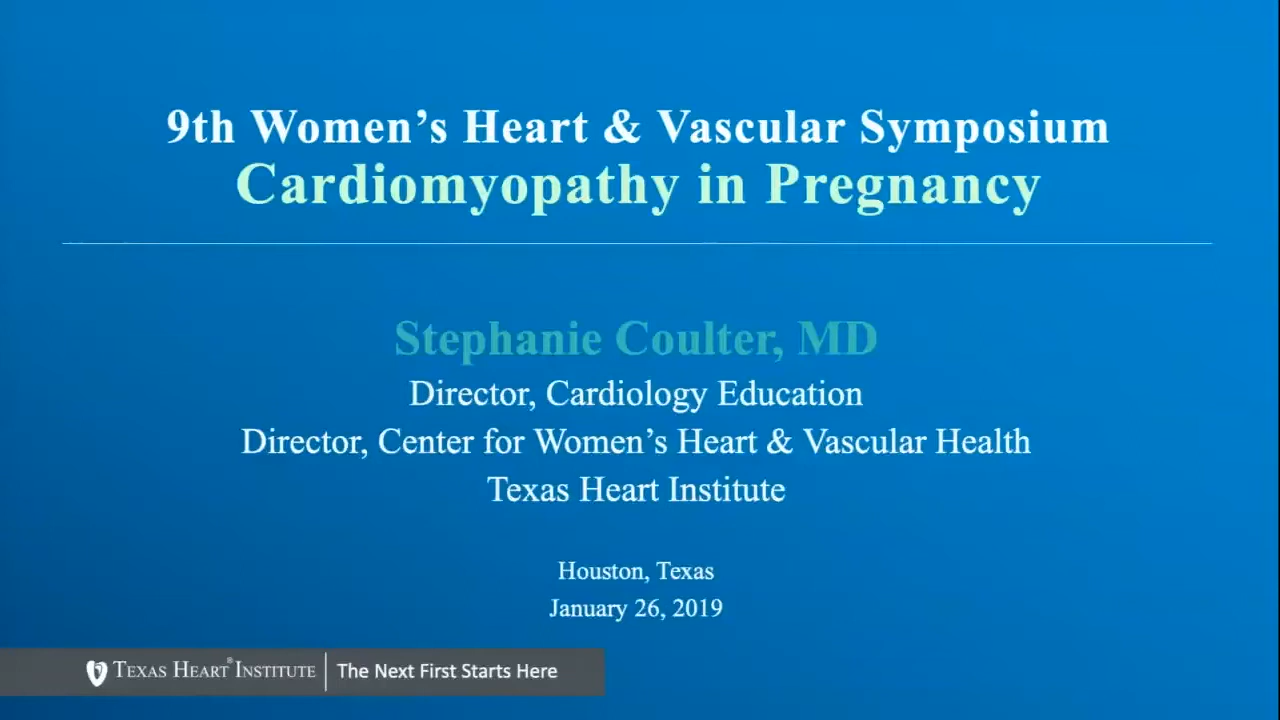 9th Women’s Heart & Vascular Symposium
Cardiomyopathy in Pregnancy
Stephanie Coulter, MD
Director, Cardiology Education
Director, Center for Women’s Heart & Vascular Health
Texas Heart Institute
Houston, Texas
January 26, 2019
TEXAS HEART® INSTITUTE | The Next First Starts Here